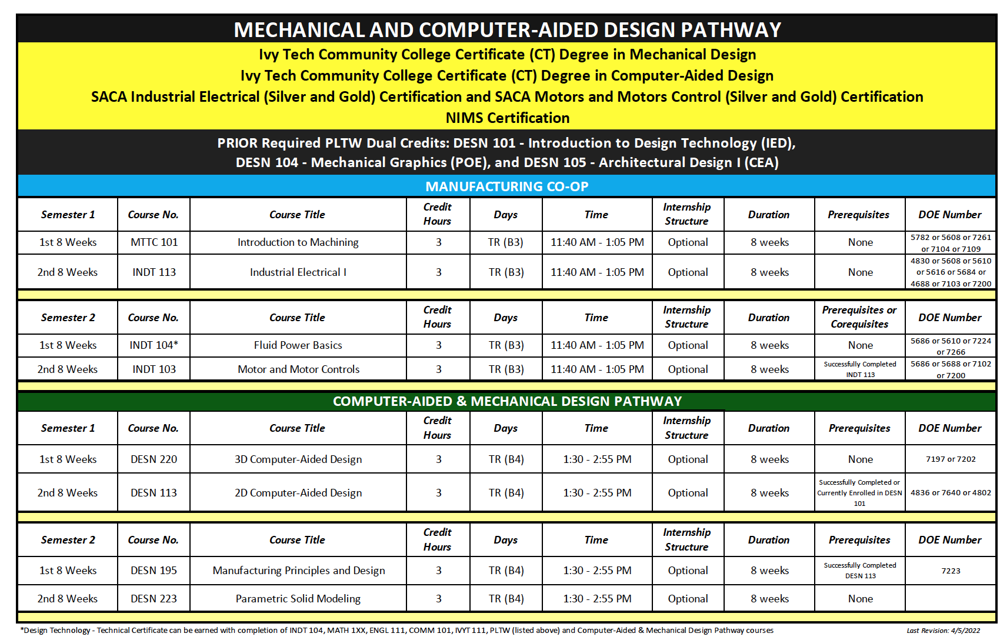 MECHANICAL AND COMPUTER-AIDED DESIGN PATHWAY
Ivy Tech Community College Certificate (CT) Degree in Mechanical Design
Ivy Tech Community College Certificate (CT) Degree in Computer-Aided Design
SACA Industrial Electrical (Silver and Gold) Certification and SACA Motors and Motors Control (Silver and Gold) Certification
NIMS Certification
PRIOR Required PLTW Dual Credits: DESN 101 - Introduction to Design Technology (IED),
DESN 104 - Mechanical Graphics (POE), and DESN 105 - Architectural Design I (CEA)
MANUFACTURING CO-OP
Semester 1 Course No. Course Title Credit Hours Days Time Internship Structure Duration Prerequisites DOE Number
1st 8 Weeks MTTC 101 Introduction to Machining 3 TR (B3) 11:40 AM - 1:05 PM Optional 8 weeks None 5782 or 5608 or 7261 or 7104 or 7109
2nd 8 Weeks INDT 113 Industrial Electrical I 3 TR (B3) 11:40 AM - 1:05 PM Optional 8 weeks None 4830 or 5608 or 5610 or 5616 or 5684 or 4688 or 7103 or 7200
Semester 2 Course No. Course Title Credit Hours Days Time Internship Structure Duration Prerequisites or Corequisites DOE Number
1st 8 Weeks INDT 104* Fluid Power Basics 3 TR (B3) 11:40 AM - 1:05 PM Optional 8 weeks None 5686 or 5610 or 7224 or 7266
2nd 8 Weeks INDT 103 Motor and Motor Controls 3 TR (B3) 11:40 AM - 1:05 PM Optional 8 weeks Successfully Completed INDT 113 5686 or 5688 or 7102 or 7200
COMPUTER-AIDED & MECHANICAL DESIGN PATHWAY
Semester 1 Course No. Course Title Credit Hours Days Time Internship Structure Duration Prerequisites DOE Number
1st 8 Weeks DESN 220 3D Computer-Aided Design 3 TR (B4) 1:30 - 2:55 PM Optional 8 weeks None 7197 or 7202
2nd 8 Weeks DESN 113 2D Computer-Aided Design 3 TR (B4) 1:30 - 2:55 PM Optional 8 weeks Successfully Completed or Currently Enrolled in DESN 101 4836 or 7640 or 4802
Semester 2 Course No. Course Title Credit Hours Days Time Internship Structure Duration Prerequisites DOE Number
1st 8 Weeks DESN 195 Manufacturing Principles and Design 3 TR (B4) 1:30 - 2:55 PM Optional 8 weeks Successfully Completed DESN 113 7223
2nd 8 Weeks DESN 223 Parametric Solid Modeling 3 TR (B4) 1:30 - 2:55 PM Optional 8 weeks None
*Design Technology - Technical Certificate can be earned with completion of INDT 104, MATH 1XX, ENGL 111, COMM 101, IVYT 111, PLTW (listed above) and Computer-Aided & Mechanical Design Pathway courses
Last Revision: 4/5/2022